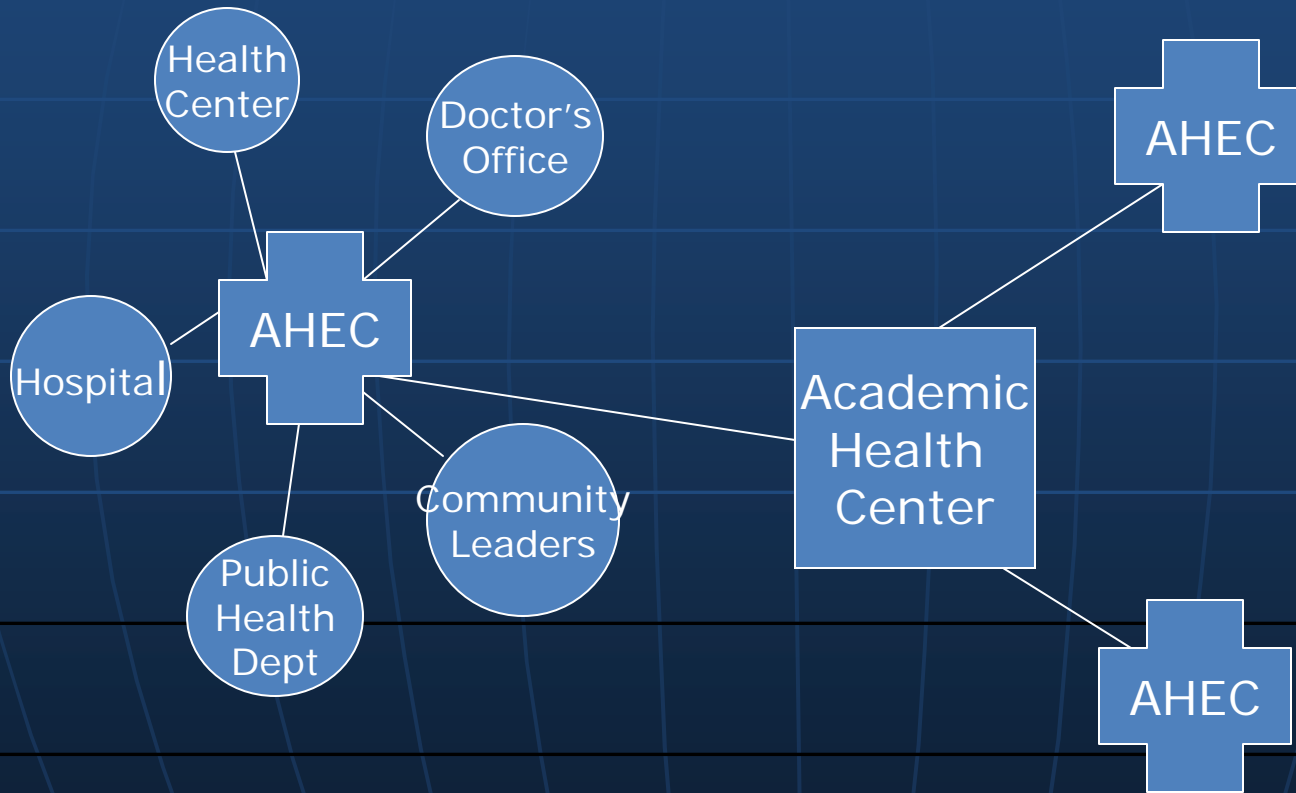 Health
Center
Doctor's
Office
AHEC
AHEC
Hospital
Academic
Health
Center
Community
Leaders
Public
Health
Dept
AHEC